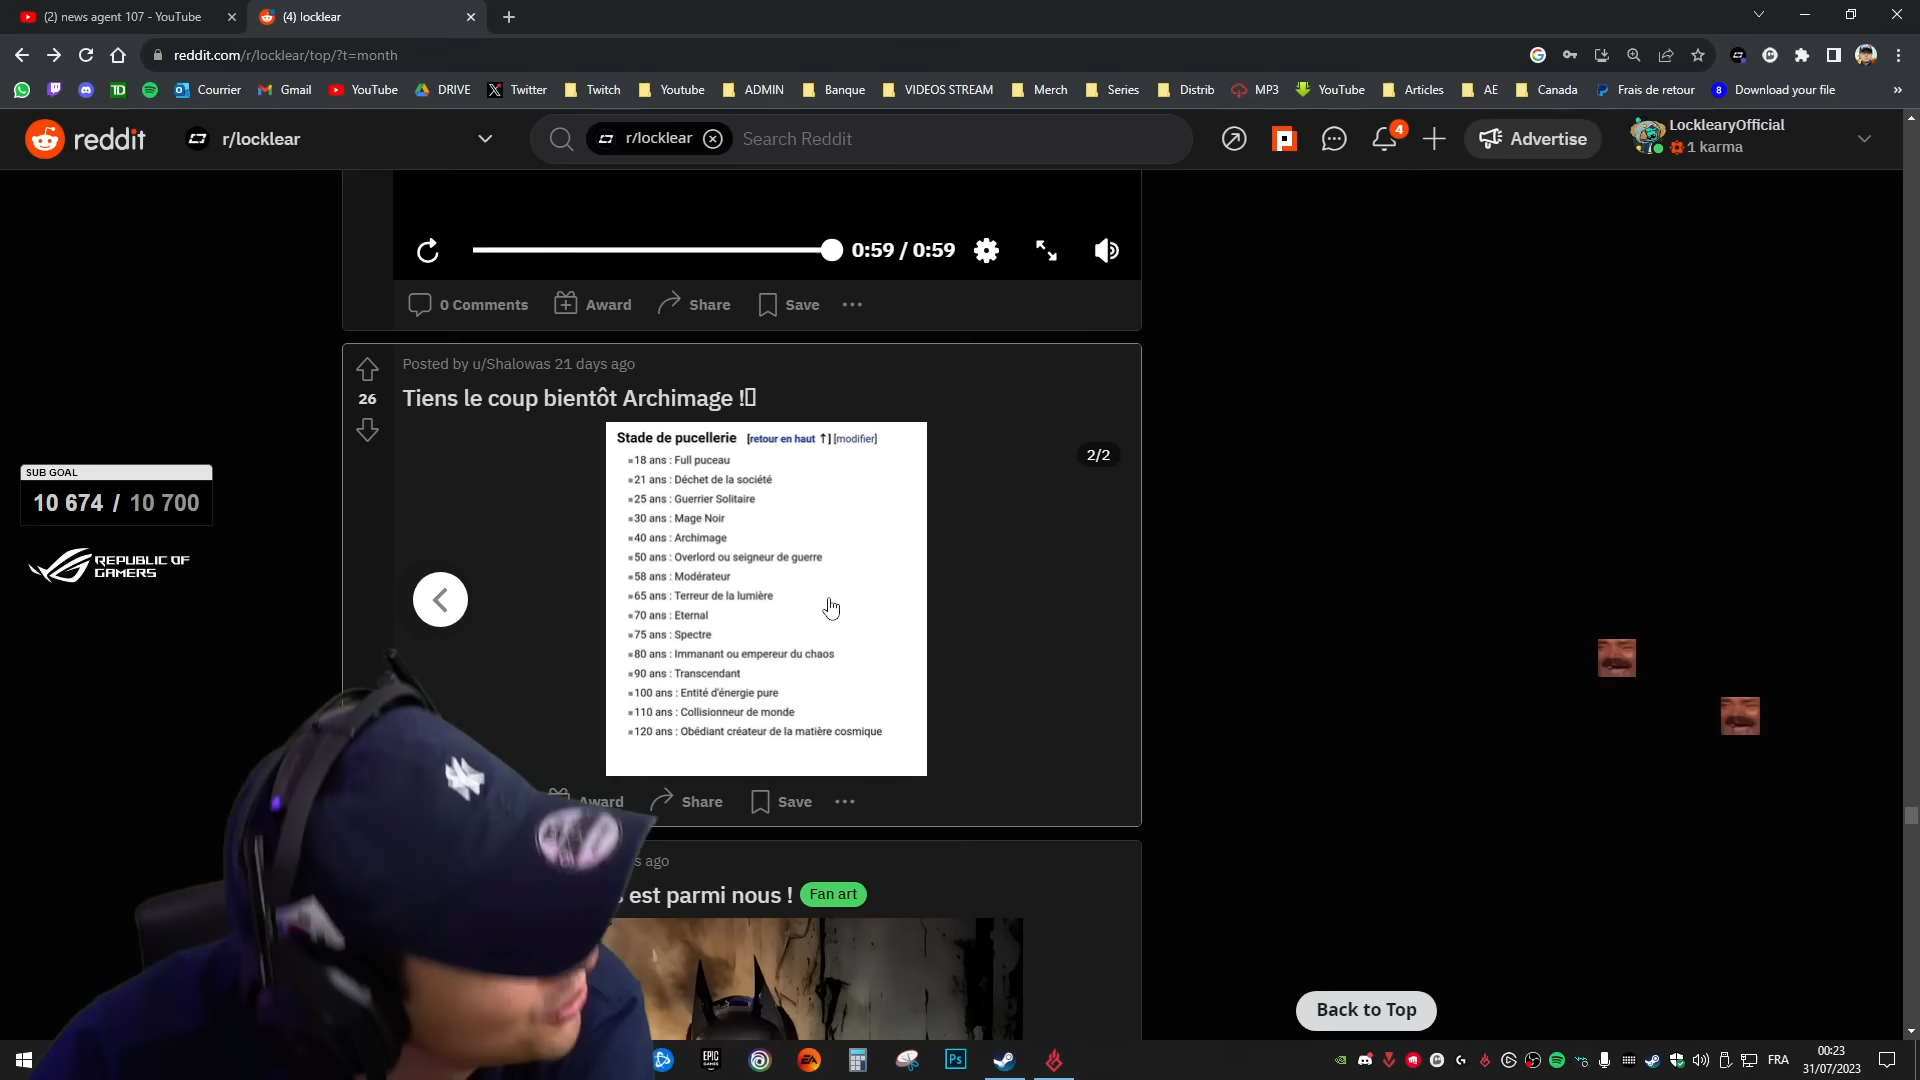 (2) news agent 107 - YouTube
(4) locklear
reddit.com/r/locklear/top/?t=month
Courrier
Gmail
YouTube
DRIVE
Twitter
Twitch
Youtube
ADMIN
Banque
VIDEOS STREAM
Merch
Series
Distrib
MP3
YouTube
Articles
AE
Canada
Frais de retour
Download your file
reddit
r/locklear
r/locklear
Search Reddit
4
Advertise
LocklearyOfficial
1 karma
0:59 / 0:59
0 Comments
Award
Share
Save
Posted by u/Shalowas 21 days ago
26
Tiens le coup bientôt Archimage !
Stade de pucellerie [retour en haut ↑] [modifier]
2/2
18 ans : Full puceau
21 ans : Déchet de la société
25 ans : Guerrier Solitaire
30 ans : Mage Noir
40 ans : Archimage
50 ans : Overlord ou seigneur de guerre
58 ans : Modérateur
65 ans : Terreur de la lumière
70 ans : Eternal
75 ans : Spectre
80 ans : Immanant ou empereur du chaos
90 ans : Transcendant
100 ans : Entité d'énergie pure
110 ans : Collisionneur de monde
120 ans : Obédiant créateur de la matière cosmique
SUB GOAL
10 674 / 10 700
REPUBLIC OF
GAMERS
Award
Share
Save
ago
est parmi nous !
Fan art
Back to Top
EPIC
GAMES
EA
Ps
FRA
00:23
31/07/2023